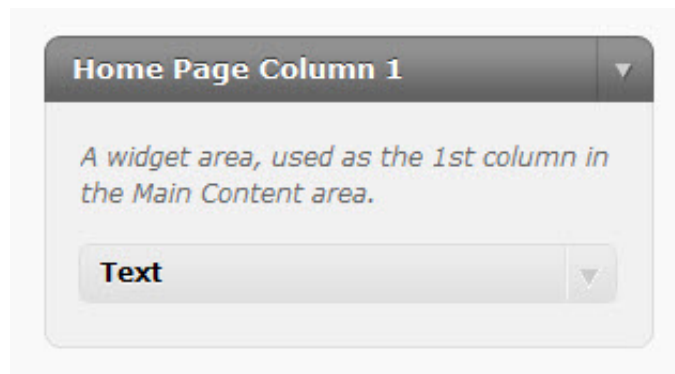 Home Page Column 1
A widget area, used as the 1st column in
the Main Content area.
Text